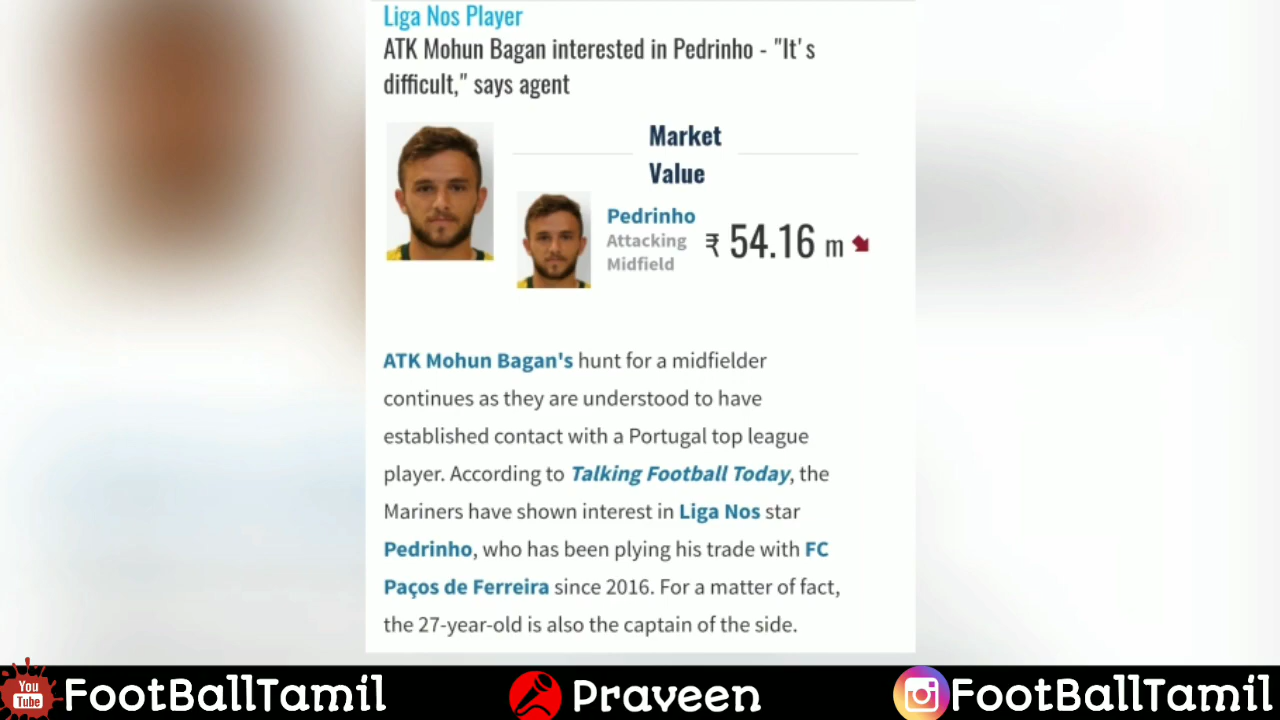 Liga Nos Player
ATK Mohun Bagan interested in Pedrinho - "It's
difficult," says agent
Market
Value
Pedrinho
Attacking
Midfield
₹ 54.16 m
ATK Mohun Bagan's hunt for a midfielder
continues as they are understood to have
established contact with a Portugal top league
player. According to Talking Football Today, the
Mariners have shown interest in Liga Nos star
Pedrinho, who has been plying his trade with FC
Paços de Ferreira since 2016. For a matter of fact,
the 27-year-old is also the captain of the side.
You
Tube
FootBallTamil
Praveen
FootBallTamil